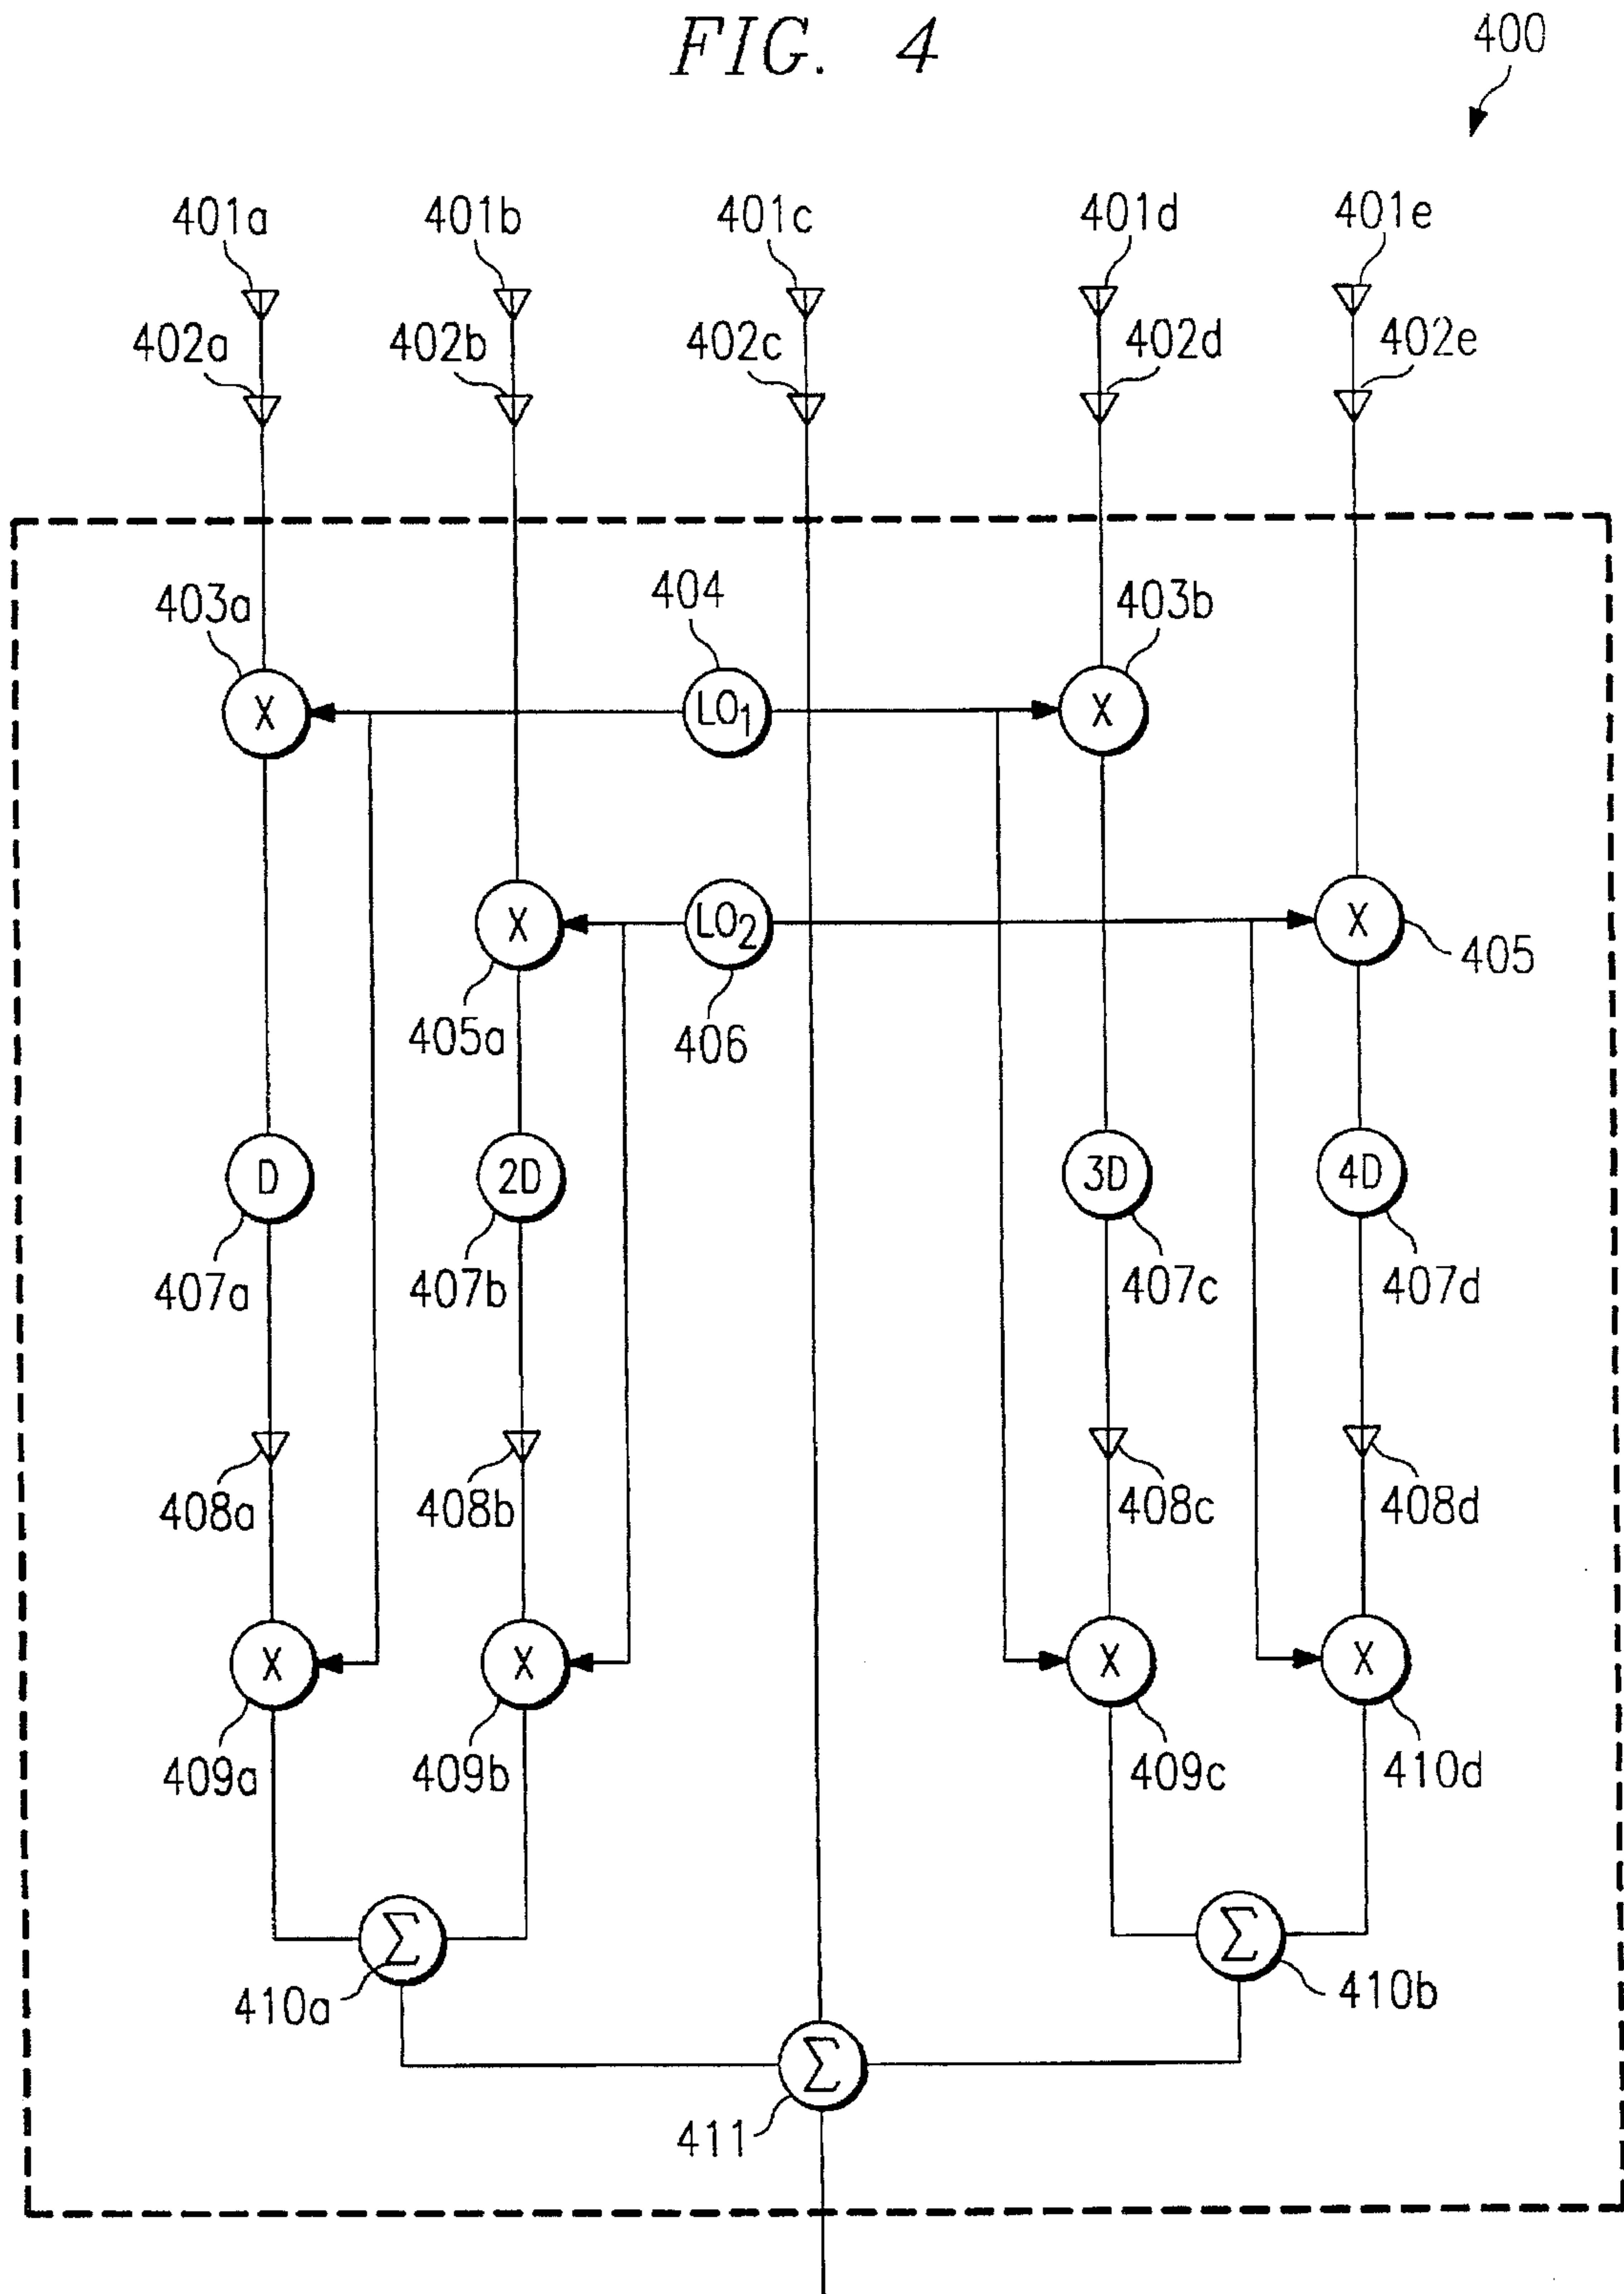 FIG. 4
400
401a 401b 401c 401d 401e
402a 402b 402c 402d 402e
403a 404 403b
X LO₁ X
X LO₂ X
405a 406 405
D 2D 3D 4D
407a 407b 407c 407d
408a 408b 408c 408d
X X X X
409a 409b 409c 410d
Σ Σ
410a 410b
Σ
411